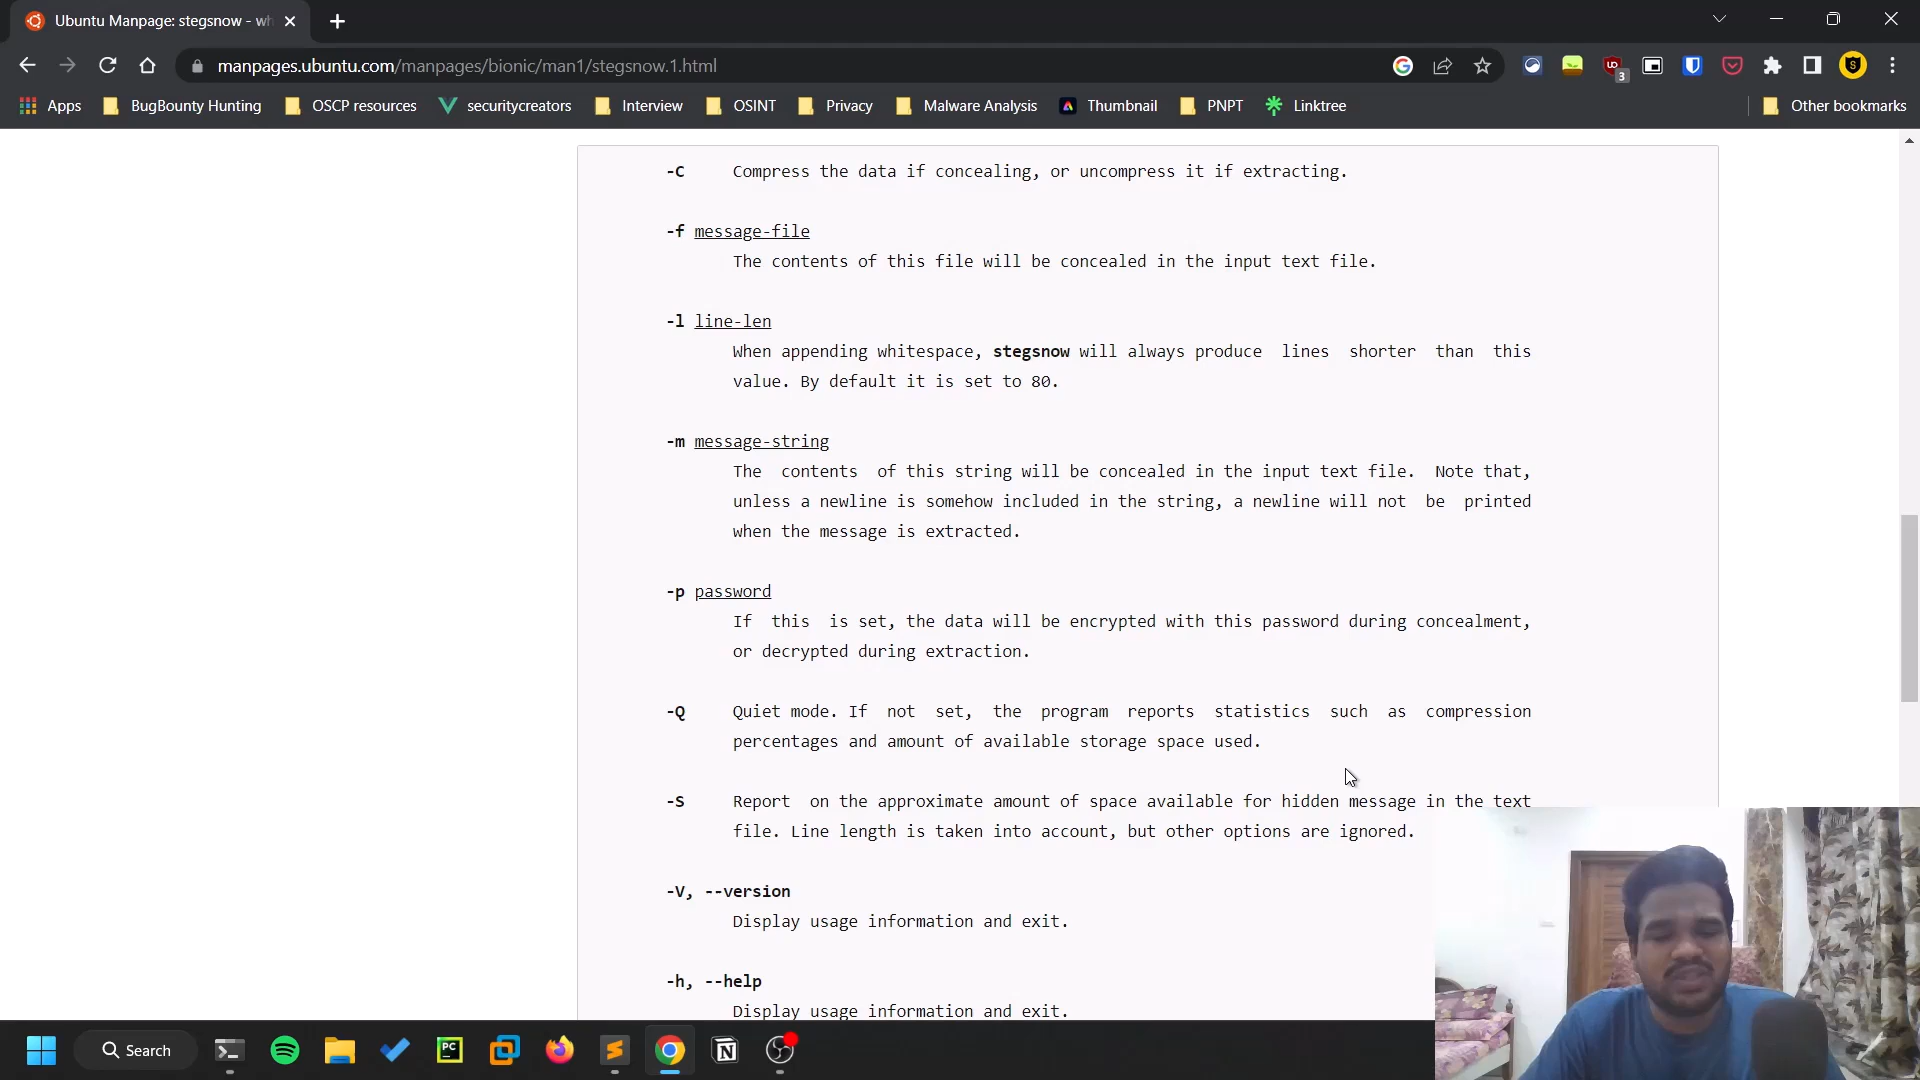 Ubuntu Manpage: stegsnow - wh
manpages.ubuntu.com/manpages/bionic/man1/stegsnow.1.html
3
S
Apps
BugBounty Hunting
OSCP resources
securitycreators
Interview
OSINT
Privacy
Malware Analysis
Thumbnail
PNPT
Linktree
Other bookmarks
-C Compress the data if concealing, or uncompress it if extracting.
-f message-file
The contents of this file will be concealed in the input text file.
-l line-len
When appending whitespace, stegsnow will always produce lines shorter than this
value. By default it is set to 80.
-m message-string
The contents of this string will be concealed in the input text file. Note that,
unless a newline is somehow included in the string, a newline will not be printed
when the message is extracted.
-p password
If this is set, the data will be encrypted with this password during concealment,
or decrypted during extraction.
-Q Quiet mode. If not set, the program reports statistics such as compression
percentages and amount of available storage space used.
-S Report on the approximate amount of space available for hidden message in the text
file. Line length is taken into account, but other options are ignored.
-V, --version
Display usage information and exit.
-h, --help
Display usage information and exit.
Search
PC